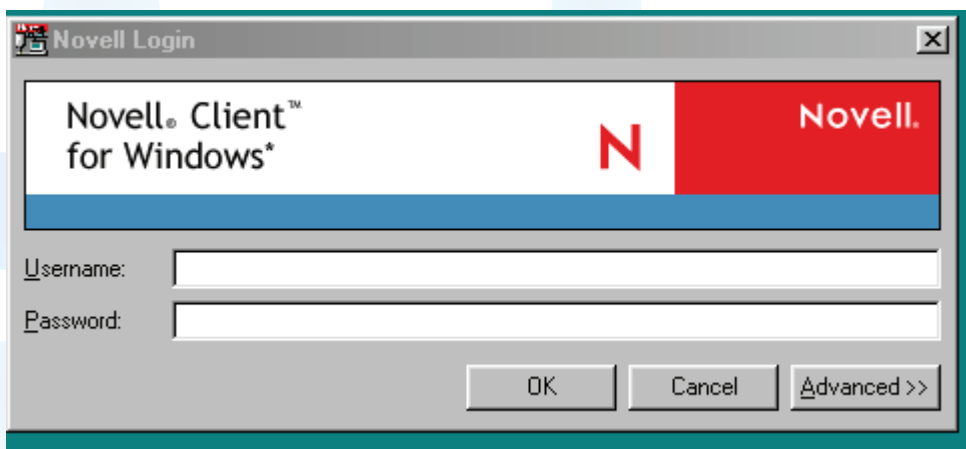 Novell Login
Novell® Client™
for Windows*
N
Novell®
Username:
Password:
OK Cancel Advanced >>